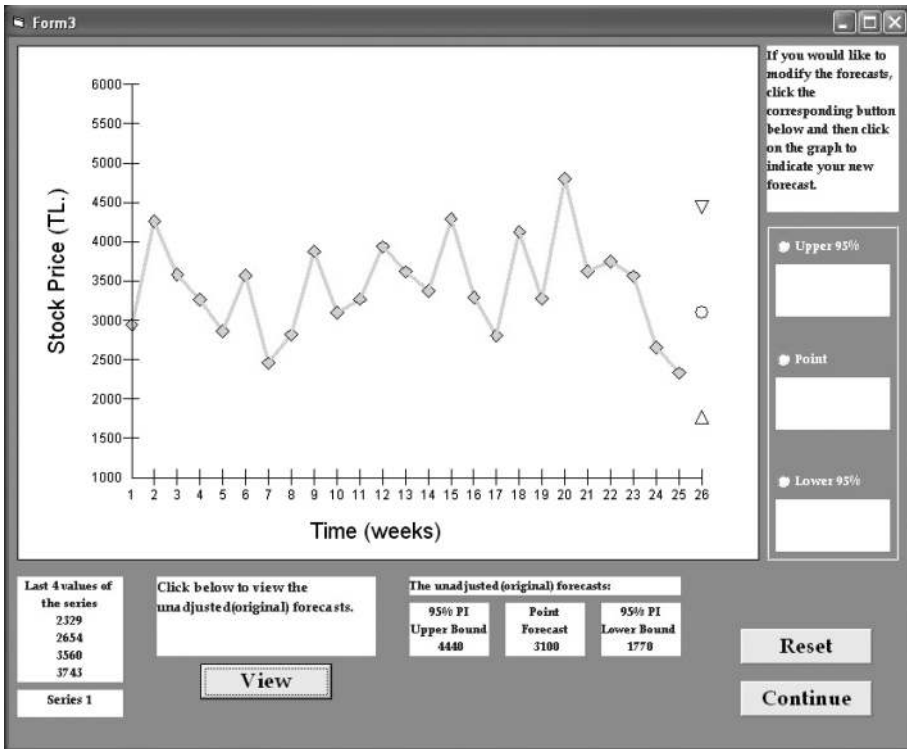 Form3
If you would like to
modify the forecasts,
click the
corresponding button
below and then click
on the graph to
indicate your new
forecast.
Stock Price (TL.)
6000
5500
5000
4500
4000
3500
3000
2500
2000
1500
1000
1 2 3 4 5 6 7 8 9 10 11 12 13 14 15 16 17 18 19 20 21 22 23 24 25 26
Time (weeks)
Upper 95%
Point
Lower 95%
Last 4 values of
the series
2329
2654
3560
3743
Series 1
Click below to view the
unadjusted(original) forecasts.
View
The unadjusted(original) forecasts:
95% PI
Upper Bound
4440
Point
Forecast
3100
95% PI
Lower Bound
1770
Reset
Continue